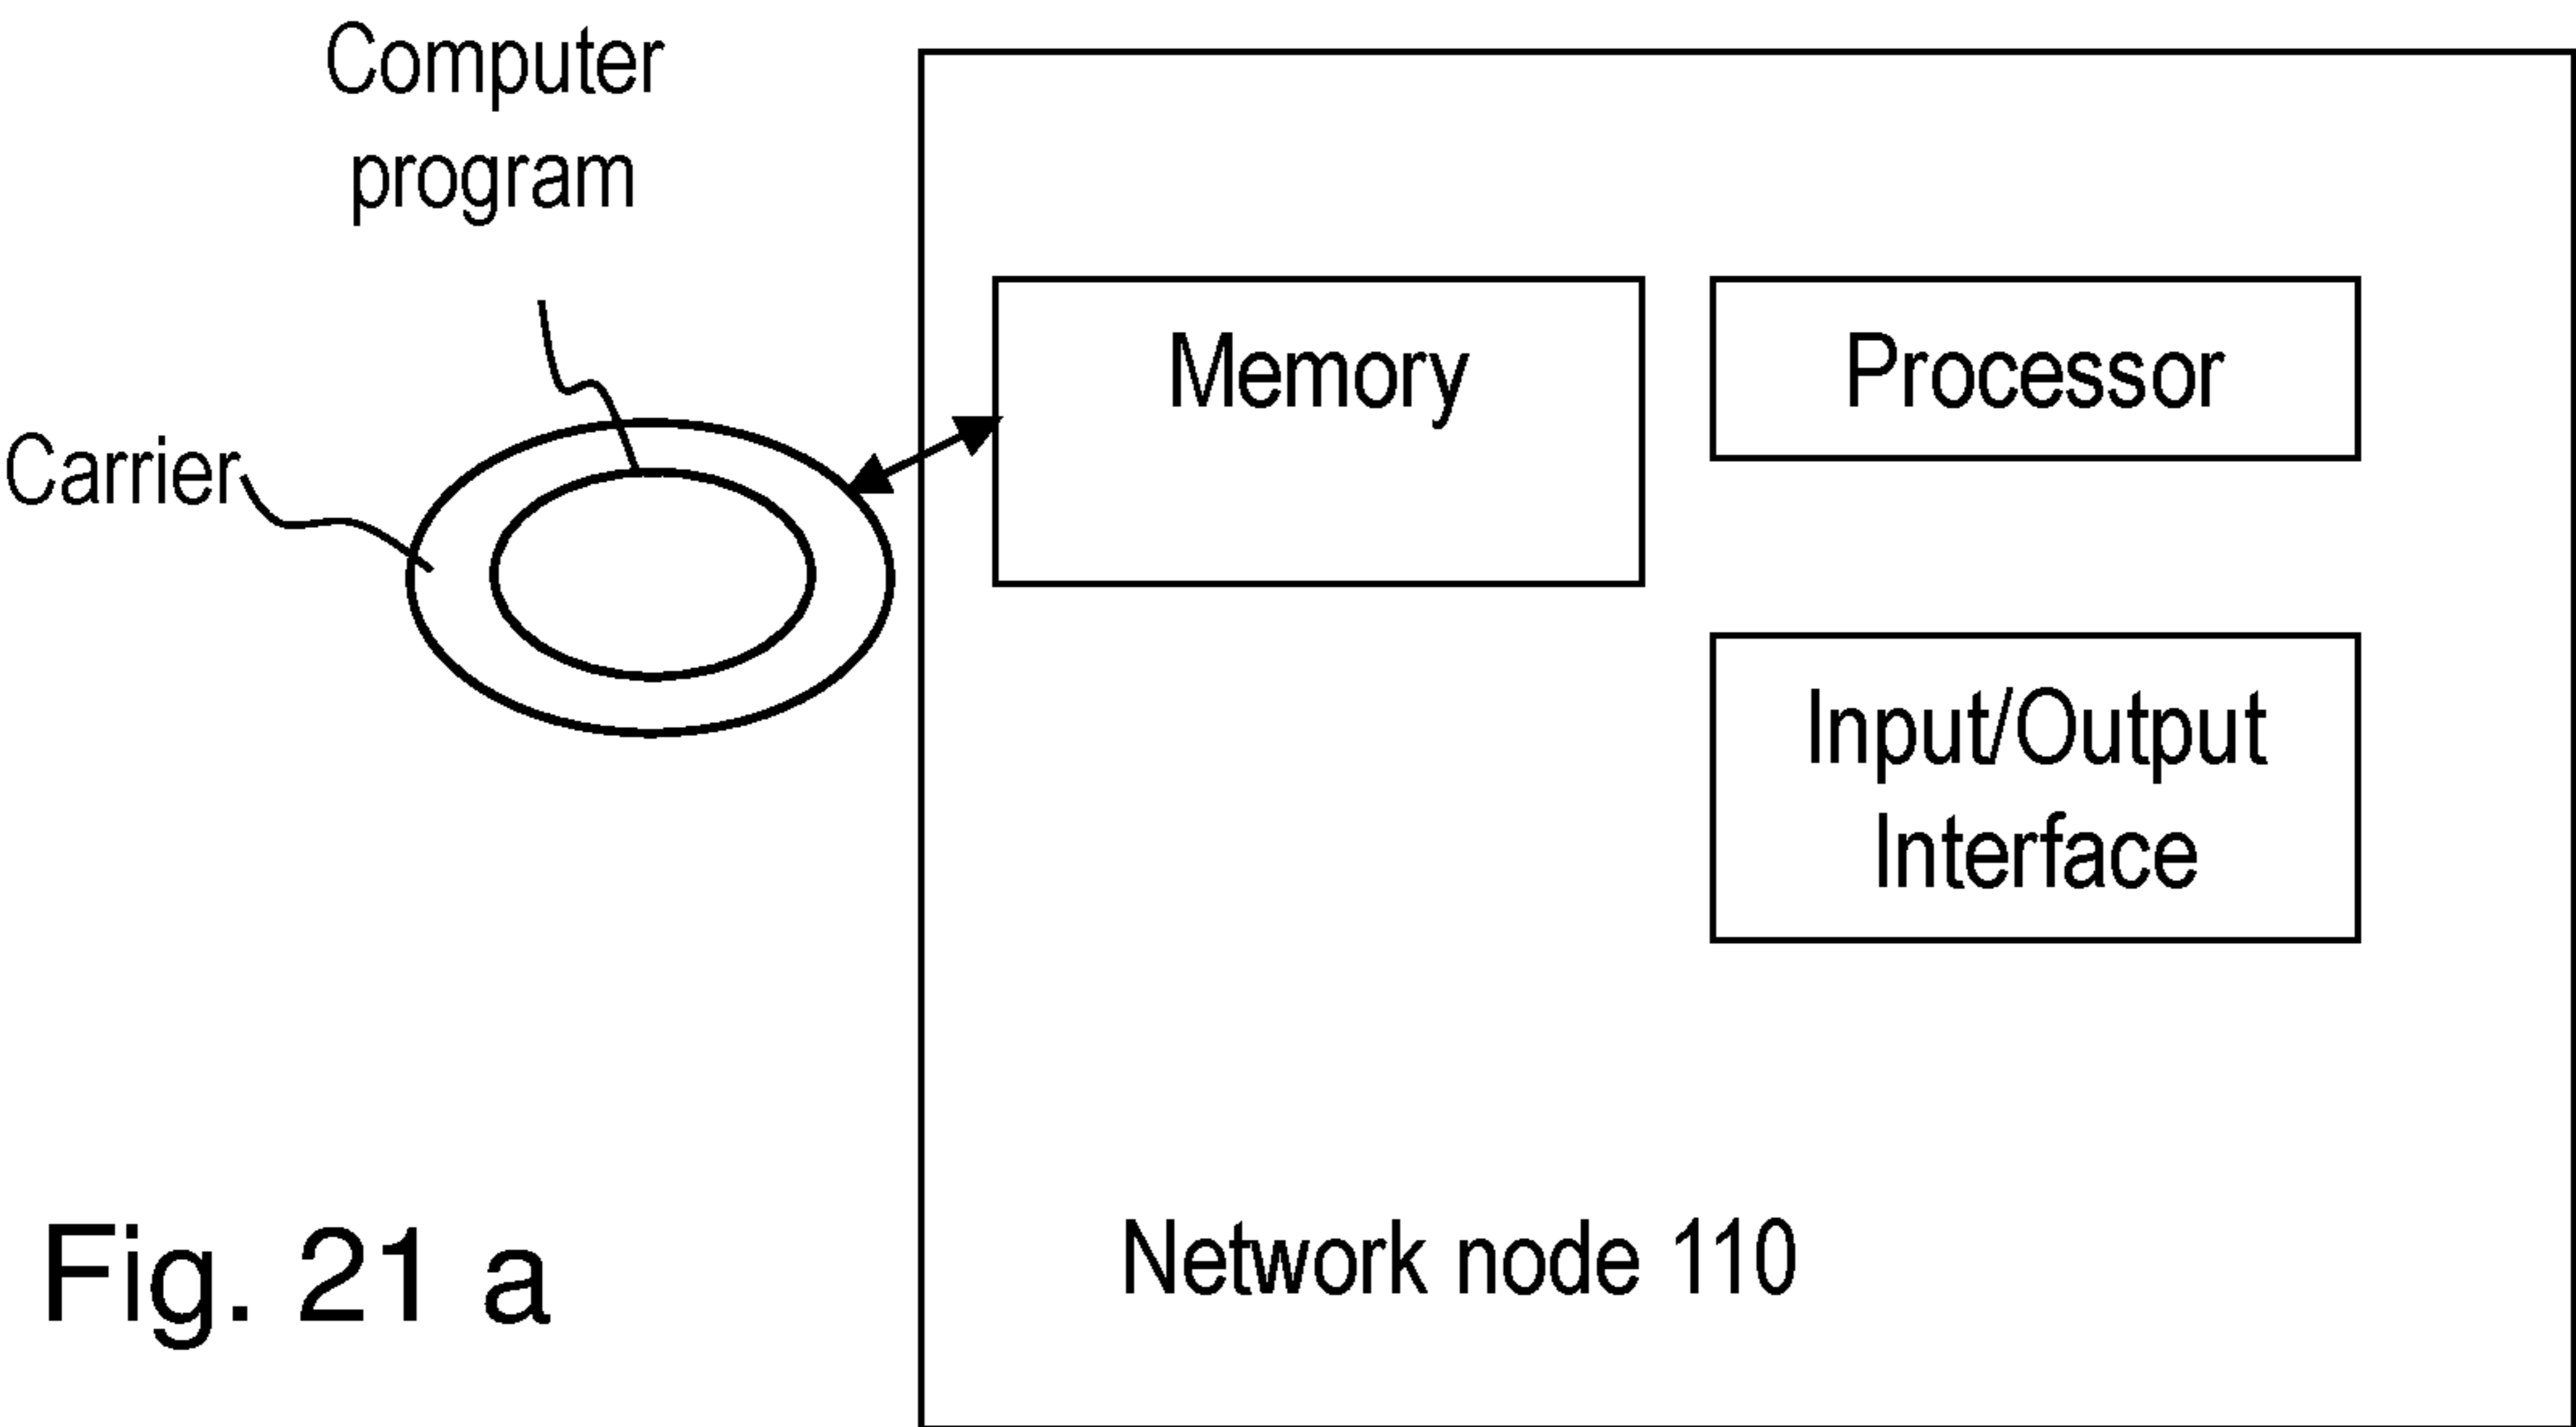 Computer
program
Carrier
Memory
Processor
Input/Output
Interface
Network node 110
Fig. 21 a